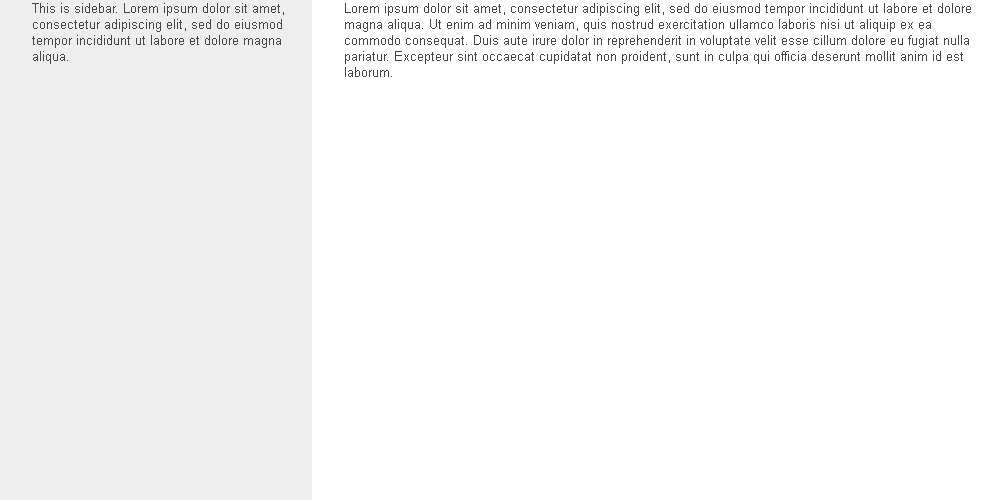 This is sidebar. Lorem ipsum dolor sit amet,
consectetur adipiscing elit, sed do eiusmod
tempor incididunt ut labore et dolore magna
aliqua.
Lorem ipsum dolor sit amet, consectetur adipiscing elit, sed do eiusmod tempor incididunt ut labore et dolore
magna aliqua. Ut enim ad minim veniam, quis nostrud exercitation ullamco laboris nisi ut aliquip ex ea
commodo consequat. Duis aute irure dolor in reprehenderit in voluptate velit esse cillum dolore eu fugiat nulla
pariatur. Excepteur sint occaecat cupidatat non proident, sunt in culpa qui officia deserunt mollit anim id est
laborum.